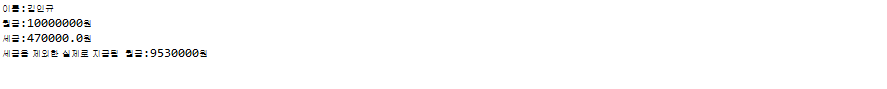 이름:김민규
월급:10000000원
세금:470000.0원
세금을 제외한 실제로 지급될 월급:9530000원